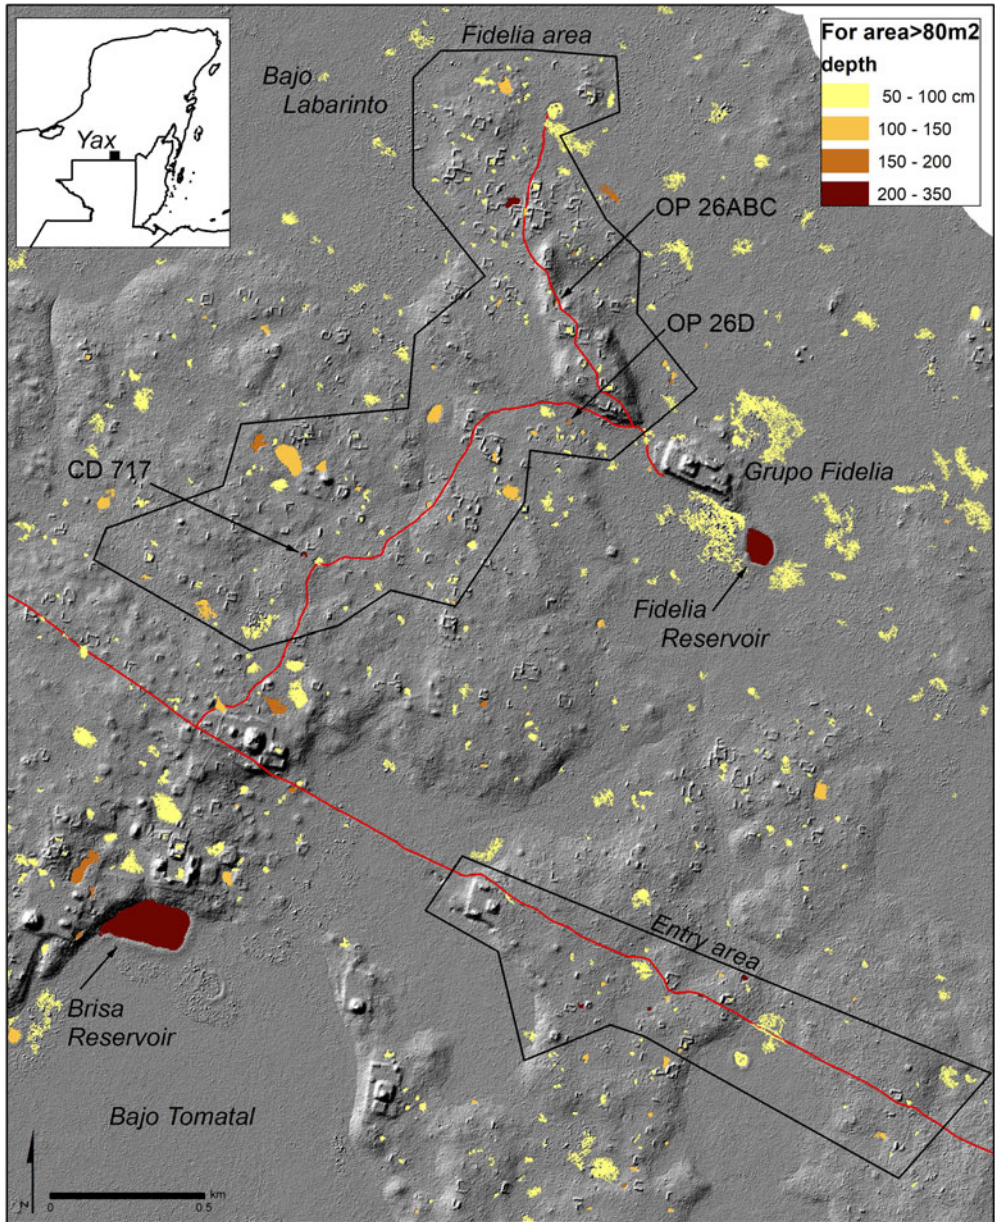 Fidelia area
For area>80m2
depth
50 - 100 cm
100 - 150
150 - 200
200 - 350
Bajo
Labarinto
Yax
OP 26ABC
OP 26D
CD 717
Grupo Fidelia
Fidelia
Reservoir
Entry area
Brisa
Reservoir
Bajo Tomatal
N
km
0
0.5